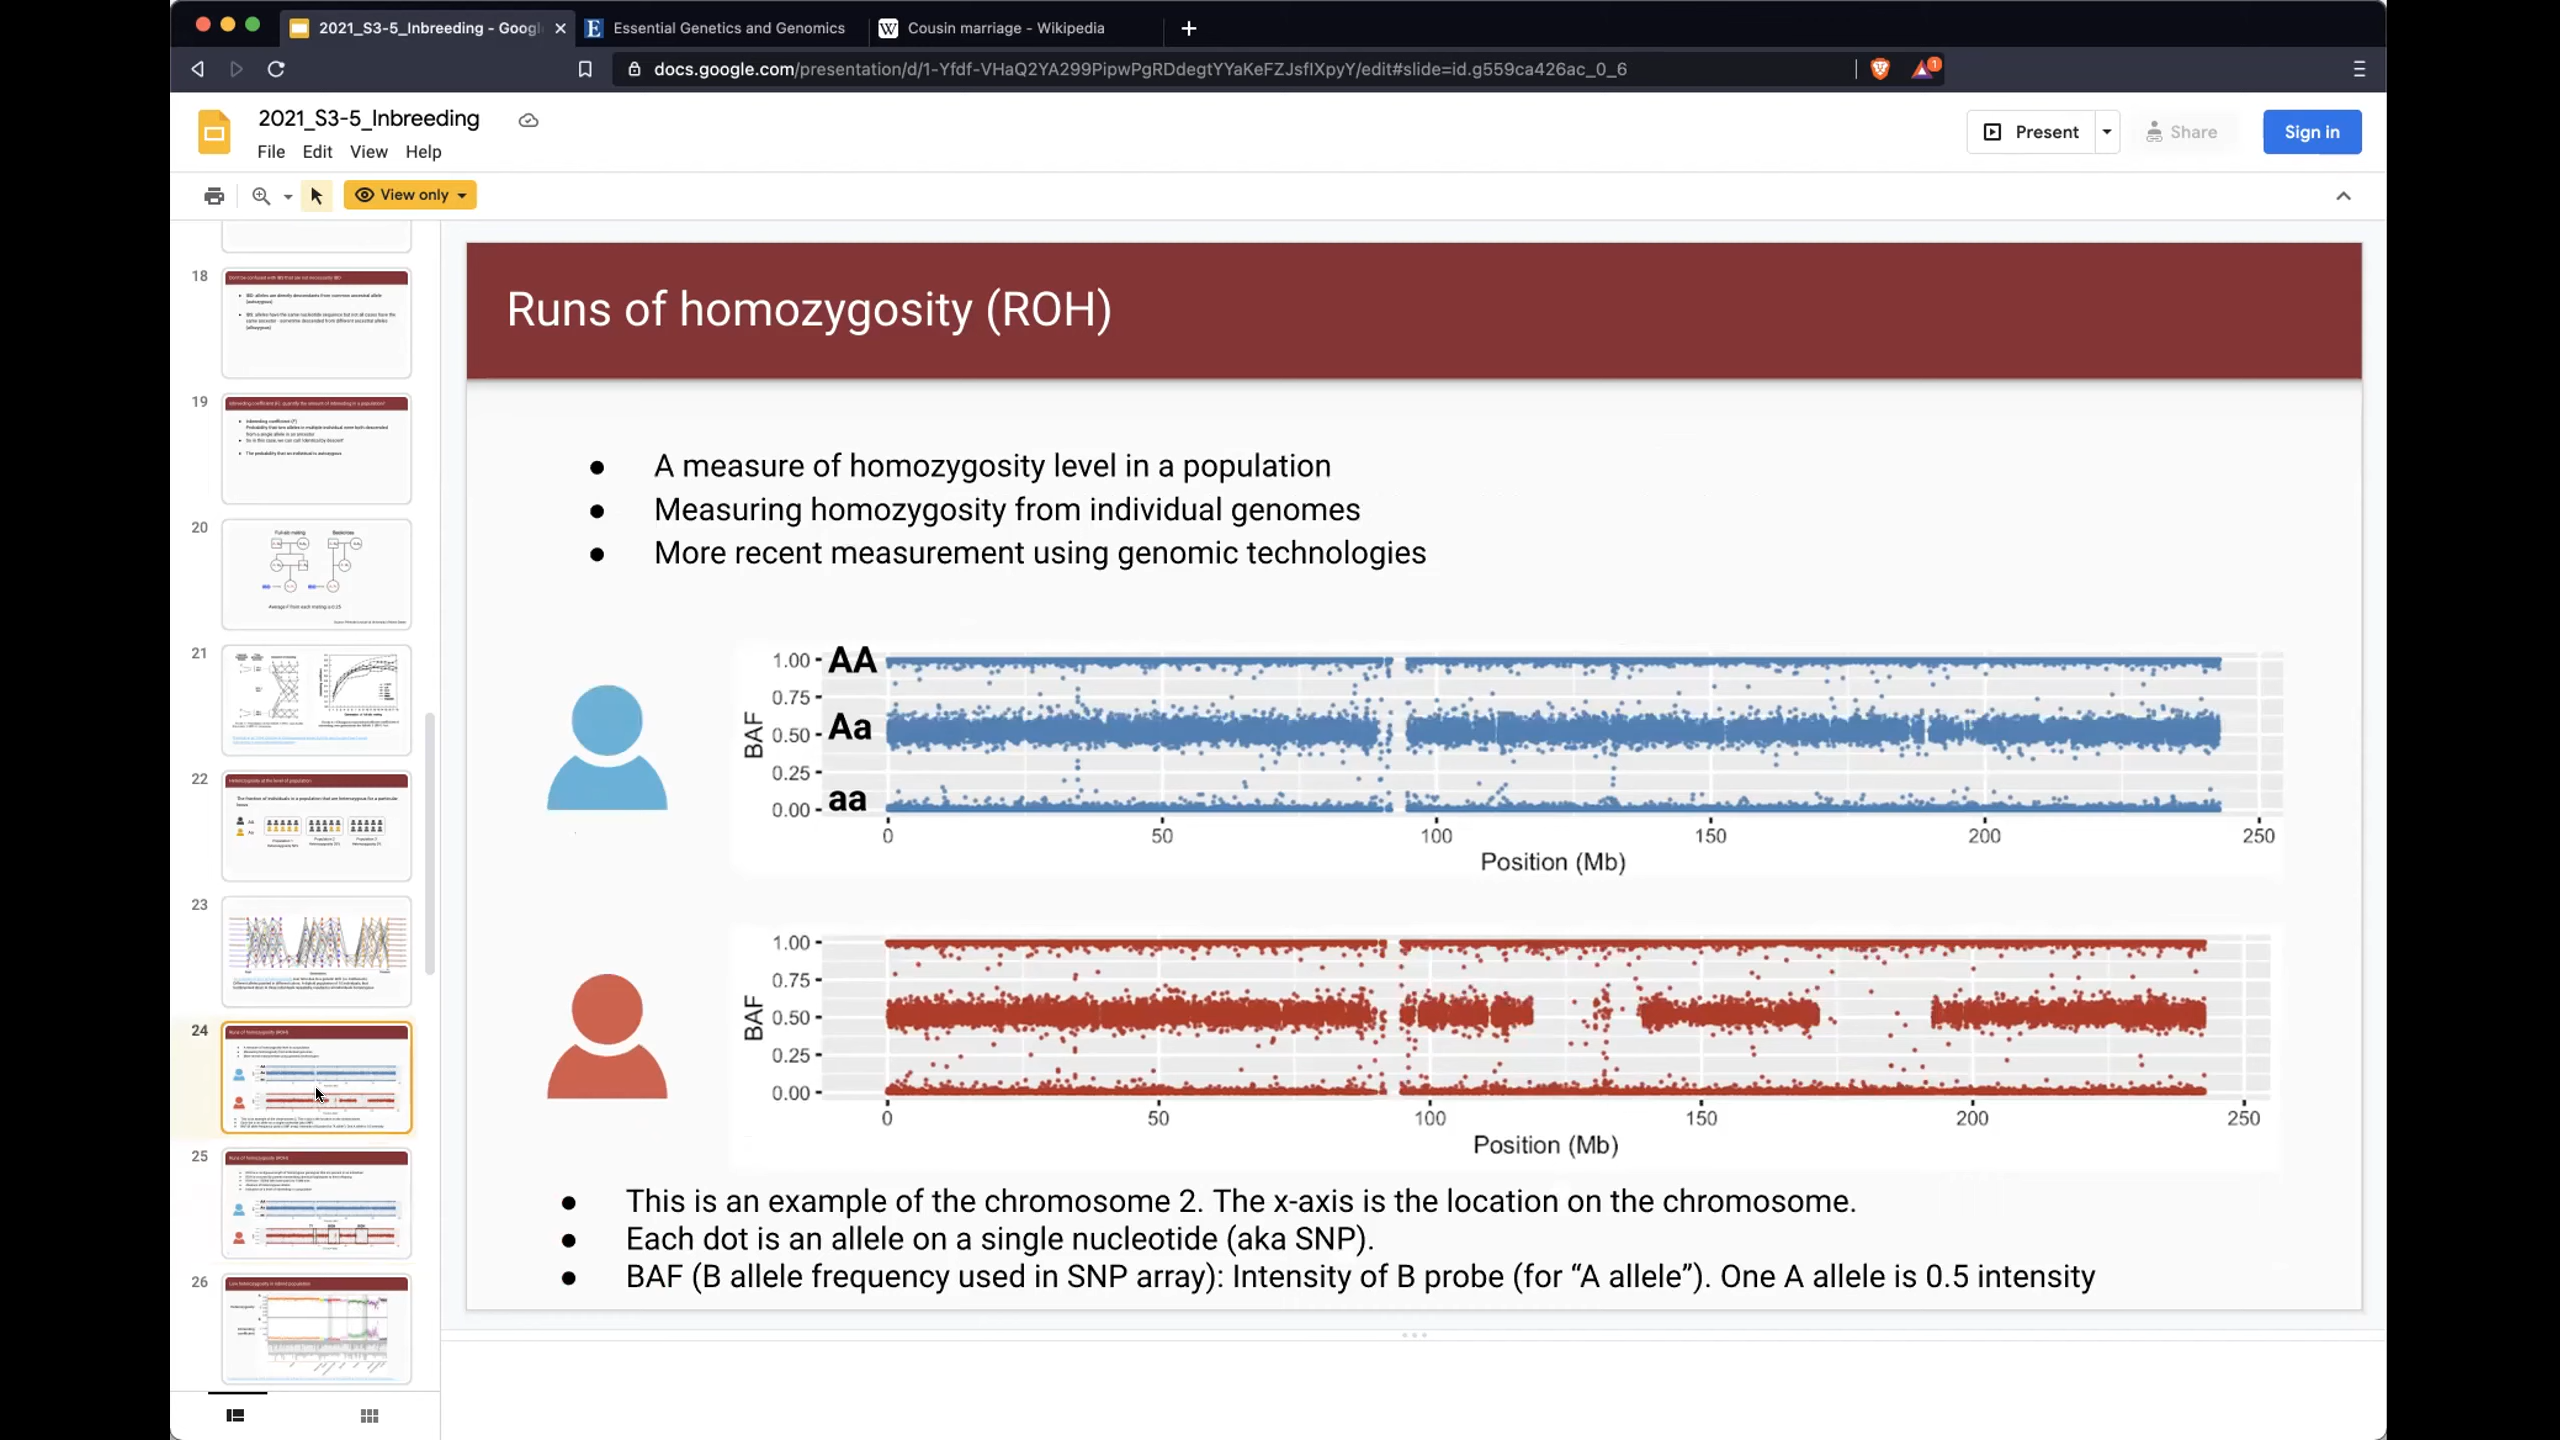 2021_S3-5_Inbreeding - Googl
Essential Genetics and Genomics
Cousin marriage - Wikipedia
docs.google.com/presentation/d/1-Yfdf-VHaQ2YA299PipwPgRDdegtYYaKeFZJsflXpyY/edit#slide=id.g559ca426ac_0_6
1
2021_S3-5_Inbreeding
File Edit View Help
Present
Share
Sign in
View only
18
19
20
21
22
23
24
25
26
Runs of homozygosity (ROH)
● A measure of homozygosity level in a population
● Measuring homozygosity from individual genomes
● More recent measurement using genomic technologies
1.00 AA
0.75
0.50 Aa
0.25
0.00 aa
BAF
0 50 100 150 200 250
Position (Mb)
1.00
0.75
0.50
0.25
0.00
BAF
0 50 100 150 200 250
Position (Mb)
● This is an example of the chromosome 2. The x-axis is the location on the chromosome.
● Each dot is an allele on a single nucleotide (aka SNP).
● BAF (B allele frequency used in SNP array): Intensity of B probe (for “A allele”). One A allele is 0.5 intensity